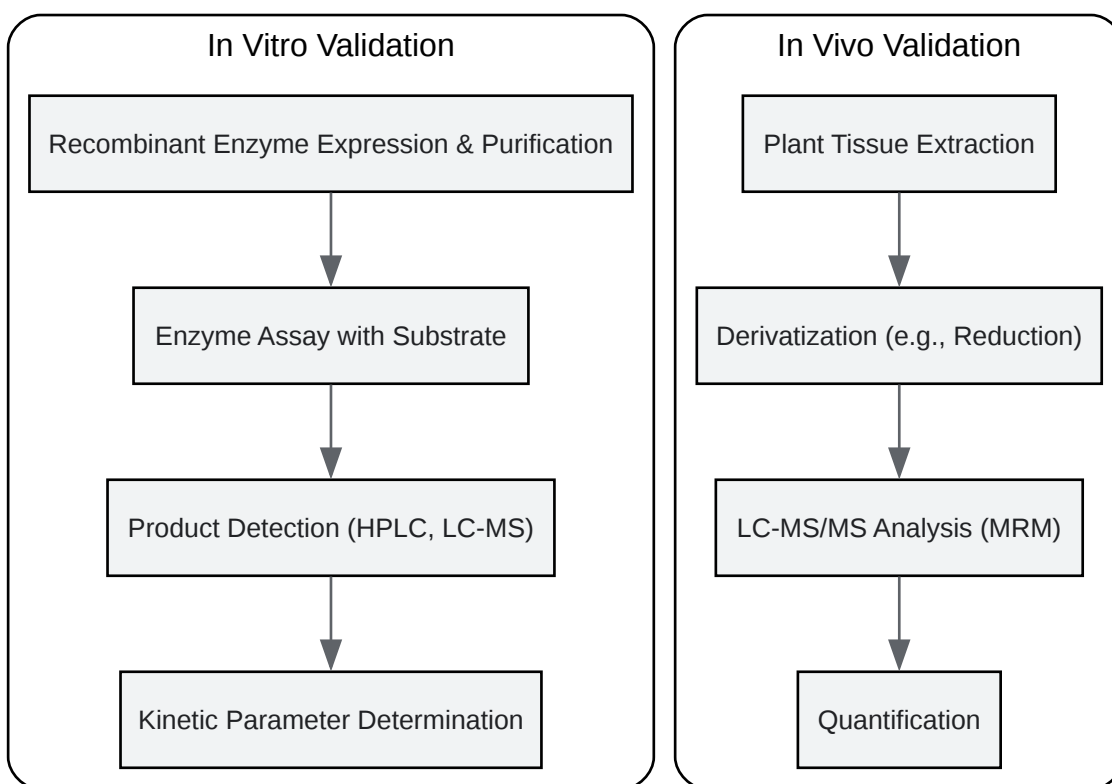 In Vitro Validation
Recombinant Enzyme Expression & Purification
Enzyme Assay with Substrate
Product Detection (HPLC, LC-MS)
Kinetic Parameter Determination
In Vivo Validation
Plant Tissue Extraction
Derivatization (e.g., Reduction)
LC-MS/MS Analysis (MRM)
Quantification